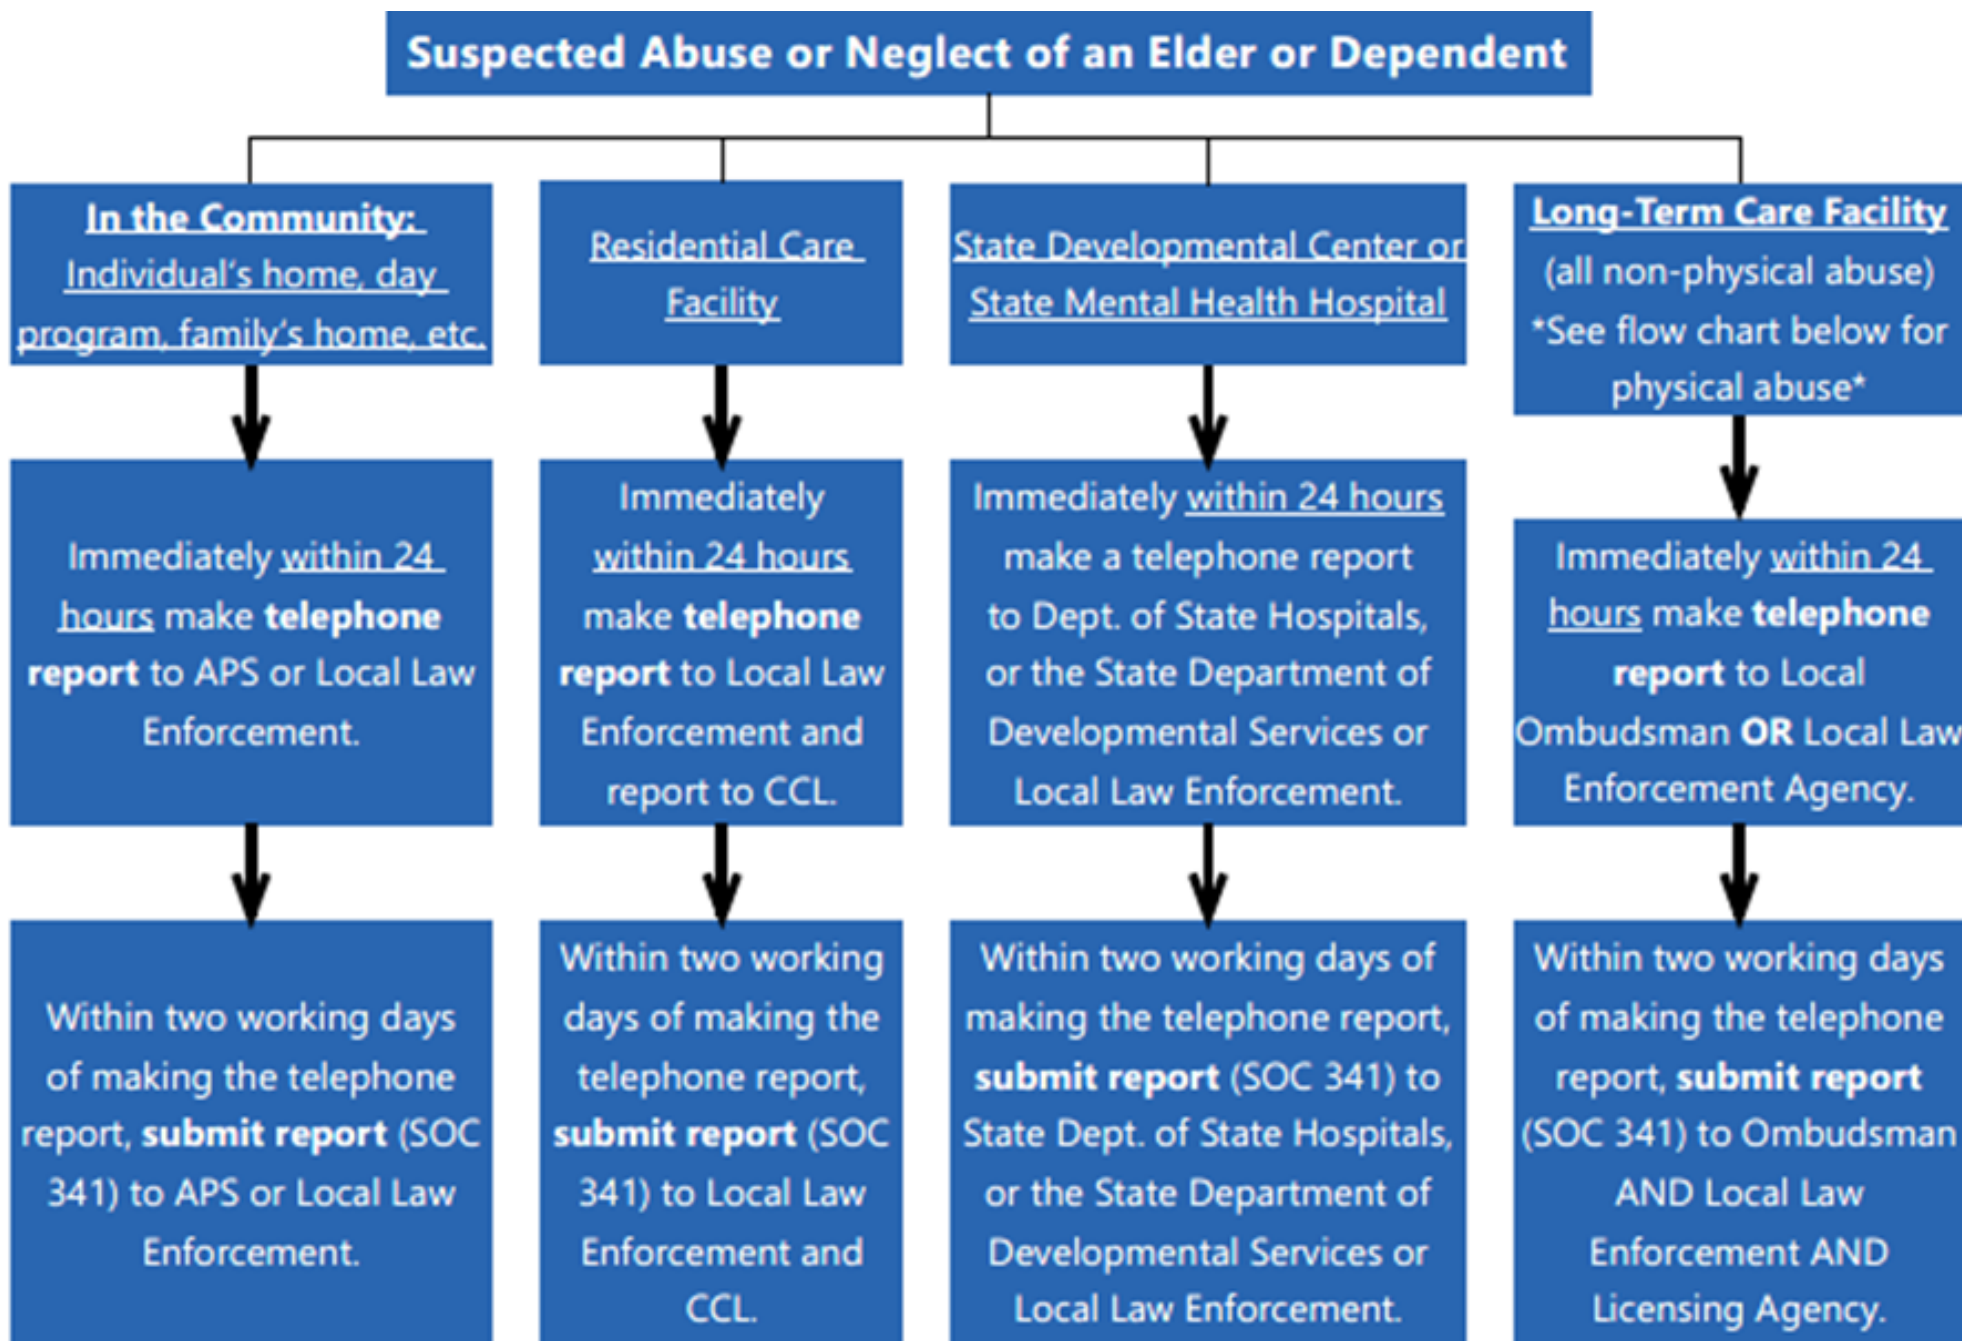 Suspected Abuse or Neglect of an Elder or Dependent
In the Community:
Individual's home, day
program, family's home, etc.
Immediately within 24
hours make telephone
report to APS or Local Law
Enforcement.
Within two working days
of making the telephone
report, submit report (SOC
341) to APS or Local Law
Enforcement.
Residential Care
Facility
Immediately
within 24 hours
make telephone
report to Local Law
Enforcement and
report to CCL.
Within two working
days of making the
telephone report,
submit report (SOC
341) to Local Law
Enforcement and
CCL.
State Developmental Center or
State Mental Health Hospital
Immediately within 24 hours
make a telephone report
to Dept. of State Hospitals,
or the State Department of
Developmental Services or
Local Law Enforcement.
Within two working days of
making the telephone report,
submit report (SOC 341) to
State Dept. of State Hospitals,
or the State Department of
Developmental Services or
Local Law Enforcement.
Long-Term Care Facility
(all non-physical abuse)
*See flow chart below for
physical abuse*
Immediately within 24
hours make telephone
report to Local
Ombudsman OR Local Law
Enforcement Agency.
Within two working days
of making the telephone
report, submit report
(SOC 341) to Ombudsman
AND Local Law
Enforcement AND
Licensing Agency.